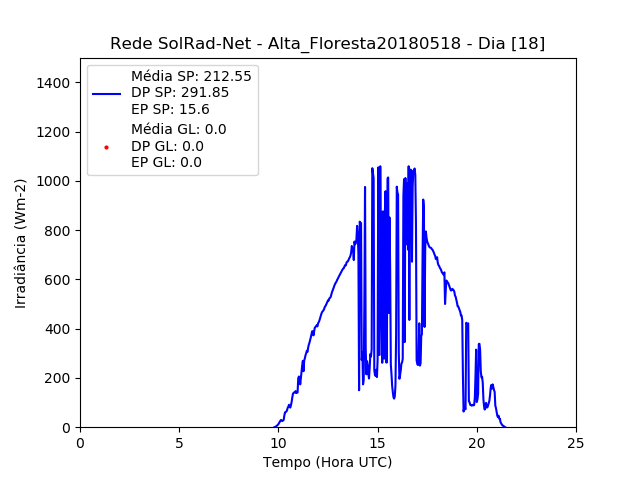 Rede SolRad-Net - Alta_Floresta20180518 - Dia [18]
Média SP: 212.55
DP SP: 291.85
EP SP: 15.6
Média GL: 0.0
DP GL: 0.0
EP GL: 0.0
1400
1200
1000
800
600
400
200
0
Irradiância (Wm-2)
0 5 10 15 20 25
Tempo (Hora UTC)